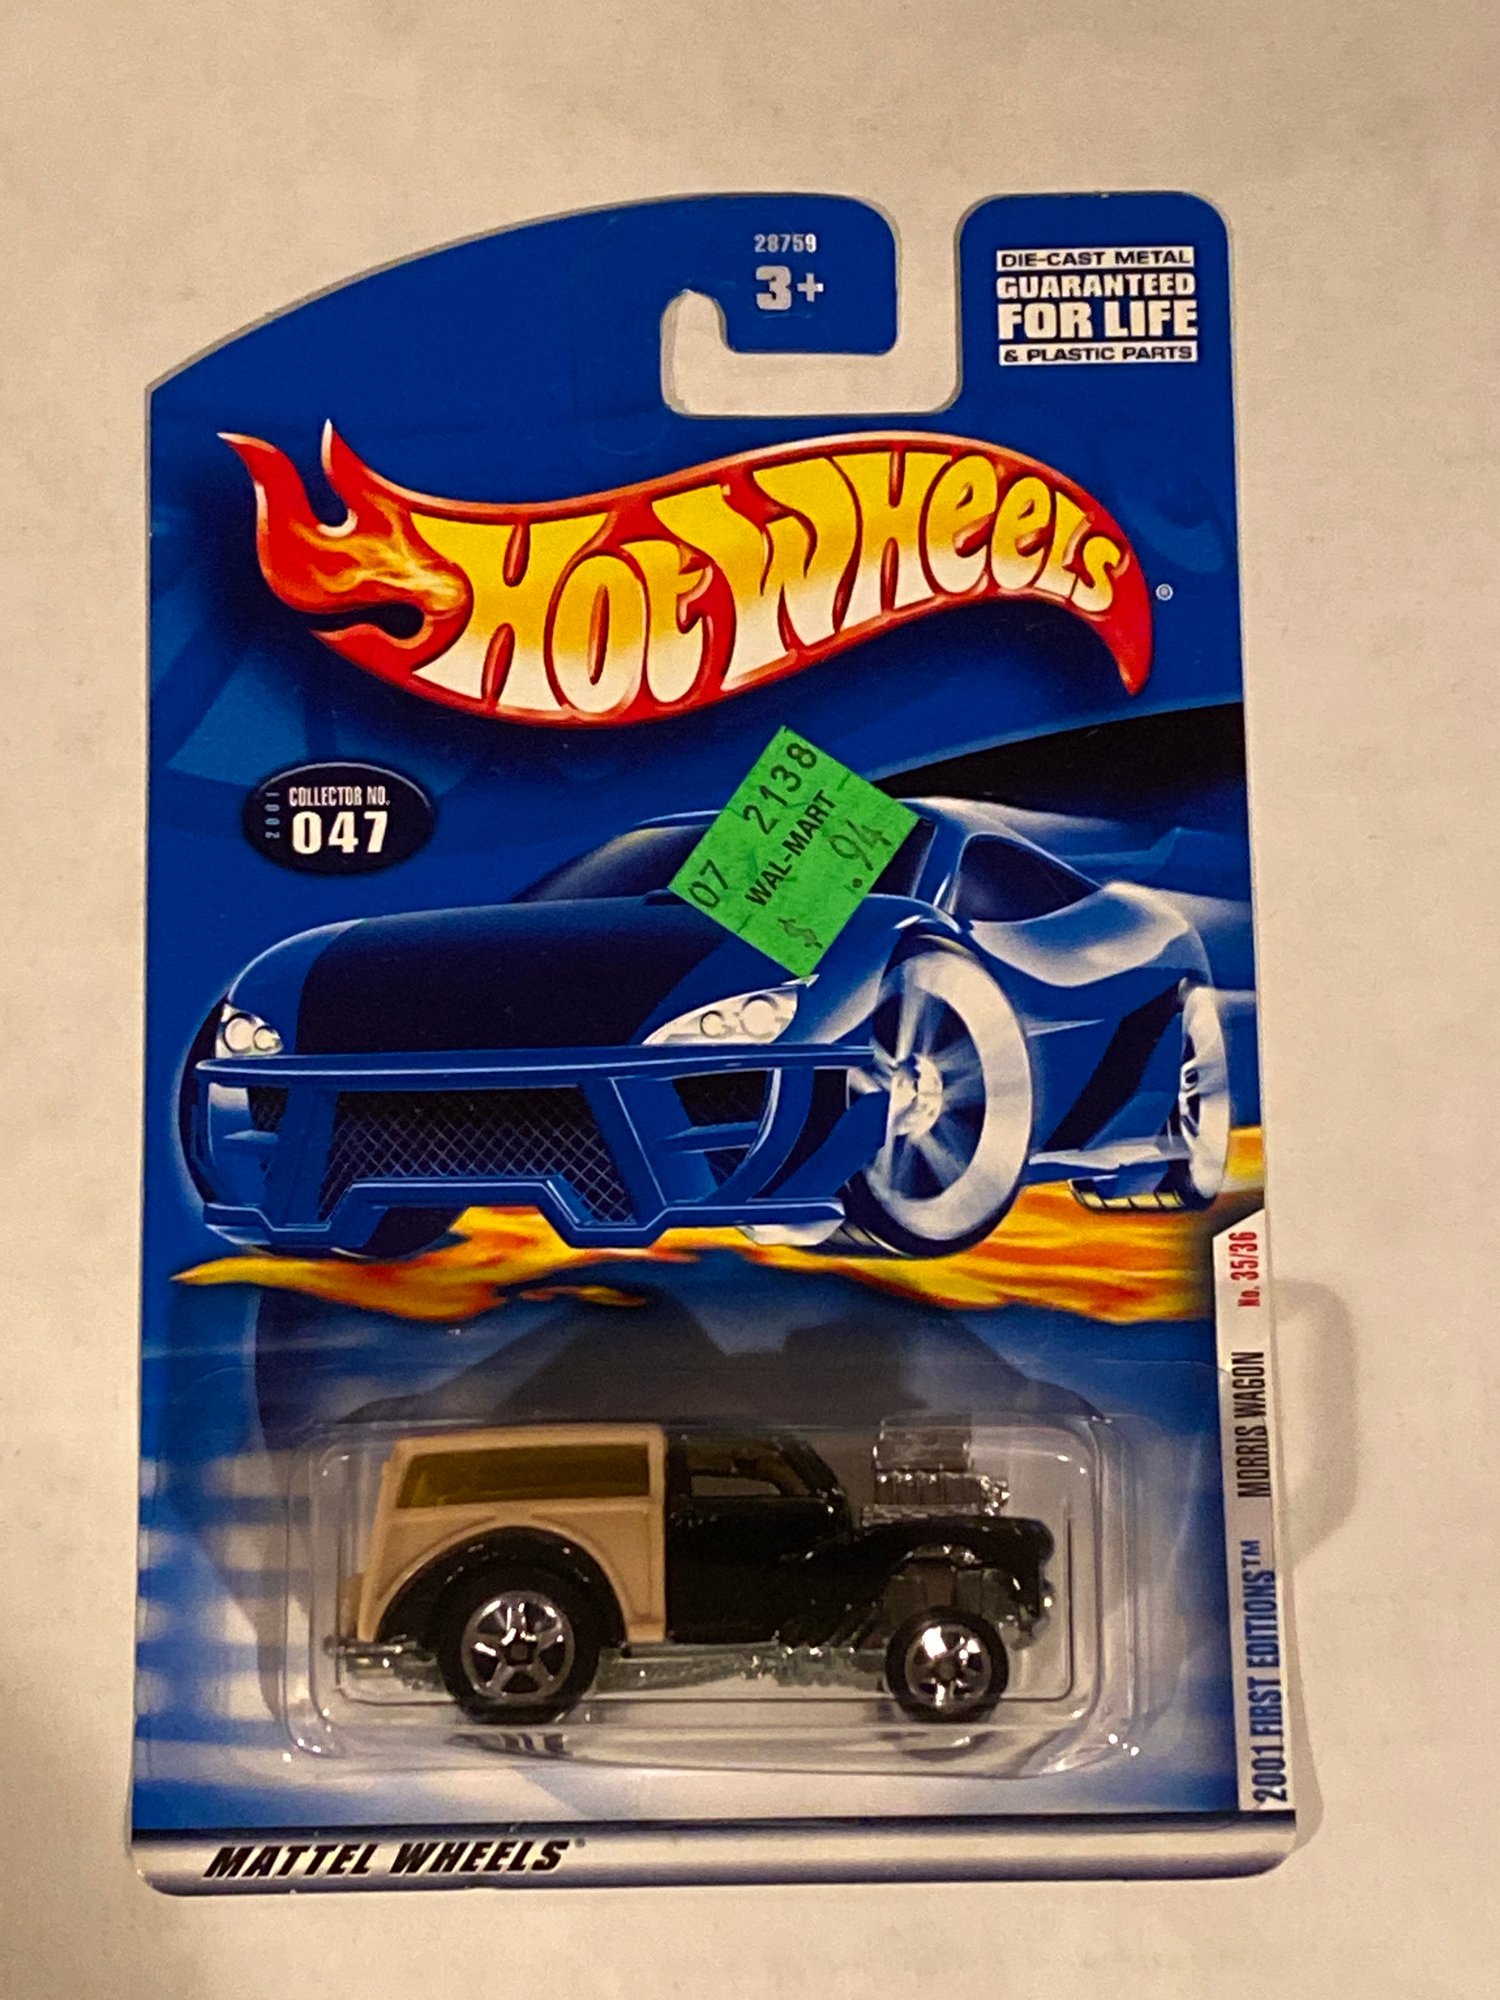 28759
3+
DIE-CAST METAL
GUARANTEED
FOR LIFE
& PLASTIC PARTS
HOT WHEELS®
2001
COLLECTOR NO.
047
07 2138
WAL-MART
$ .94
2001 FIRST EDITIONS™ MORRIS WAGON No. 35/36
MATTEL WHEELS